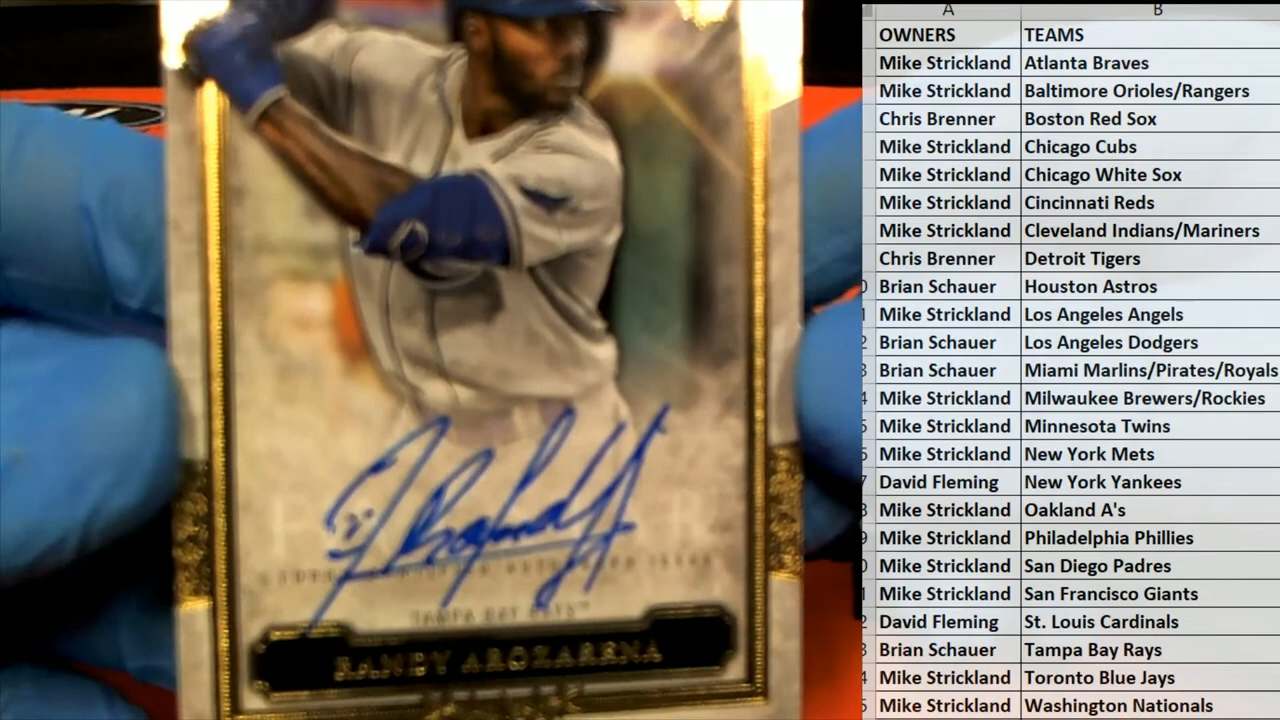 TAMPA BAY RAYS™
RANDY AROZARENA
A B
OWNERS TEAMS
Mike Strickland Atlanta Braves
Mike Strickland Baltimore Orioles/Rangers
Chris Brenner Boston Red Sox
Mike Strickland Chicago Cubs
Mike Strickland Chicago White Sox
Mike Strickland Cincinnati Reds
Mike Strickland Cleveland Indians/Mariners
Chris Brenner Detroit Tigers
Brian Schauer Houston Astros
Mike Strickland Los Angeles Angels
Brian Schauer Los Angeles Dodgers
Brian Schauer Miami Marlins/Pirates/Royals
Mike Strickland Milwaukee Brewers/Rockies
Mike Strickland Minnesota Twins
Mike Strickland New York Mets
David Fleming New York Yankees
Mike Strickland Oakland A's
Mike Strickland Philadelphia Phillies
Mike Strickland San Diego Padres
Mike Strickland San Francisco Giants
David Fleming St. Louis Cardinals
Brian Schauer Tampa Bay Rays
Mike Strickland Toronto Blue Jays
Mike Strickland Washington Nationals